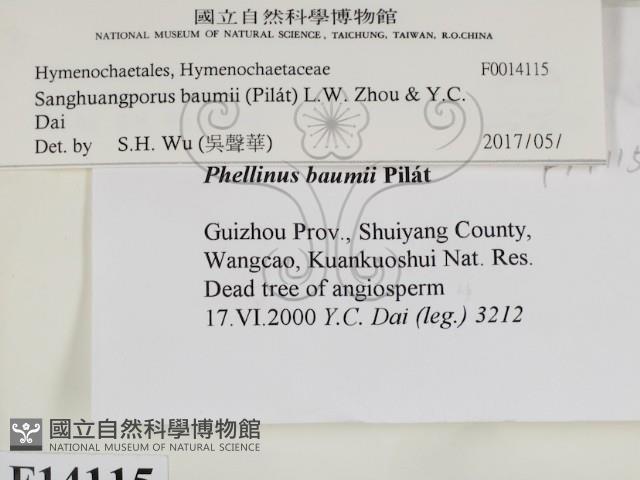 國立自然科學博物館
NATIONAL MUSEUM OF NATURAL SCIENCE, TAICHUNG, TAIWAN, R.O.CHINA
Hymenochaetales, Hymenochaetaceae F0014115
Sanghuangporus baumii (Pilát) L.W. Zhou & Y.C.
Dai
Det. by S.H. Wu (吳聲華) 2017/05/
Phellinus baumii Pilát
Guizhou Prov., Shuiyang County,
Wangcao, Kuankuoshui Nat. Res.
Dead tree of angiosperm
17.VI.2000 Y.C. Dai (leg.) 3212
國立自然科學博物館
NATIONAL MUSEUM OF NATURAL SCIENCE
F14115